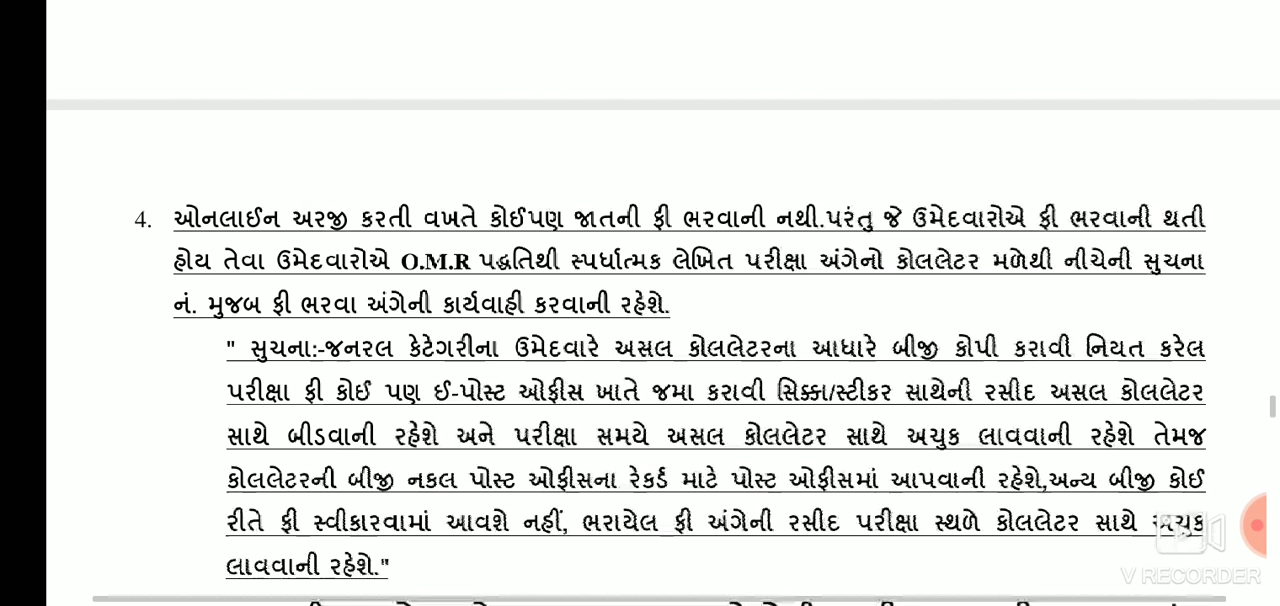 4. ઓનલાઈન અરજી કરતી વખતે કોઈપણ જાતની ફી ભરવાની નથી.પરંતુ જે ઉમેદવારોએ ફી ભરવાની થતી
હોય તેવા ઉમેદવારોએ O.M.R પદ્ધતિથી સ્પર્ધાત્મક લેખિત પરીક્ષા અંગેનો કોલલેટર મળેથી નીચેની સુચના
નં. મુજબ ફી ભરવા અંગેની કાર્યવાહી કરવાની રહેશે.
" સુચના:-જનરલ કેટેગરીના ઉમેદવારે અસલ કોલલેટરના આધારે બીજી કોપી કરાવી નિયત કરેલ
પરીક્ષા ફી કોઈ પણ ઈ-પોસ્ટ ઓફીસ ખાતે જમા કરાવી સિક્કા/સ્ટીકર સાથેની રસીદ અસલ કોલલેટર
સાથે બીડવાની રહેશે અને પરીક્ષા સમયે અસલ કોલલેટર સાથે અચુક લાવવાની રહેશે તેમજ
કોલલેટરની બીજી નકલ પોસ્ટ ઓફીસના રેકર્ડ માટે પોસ્ટ ઓફીસમાં આપવાની રહેશે,અન્ય બીજી કોઈ
રીતે ફી સ્વીકારવામાં આવશે નહીં, ભરાયેલ ફી અંગેની રસીદ પરીક્ષા સ્થળે કોલલેટર સાથે અચુક
લાવવાની રહેશે."
V RECORDER